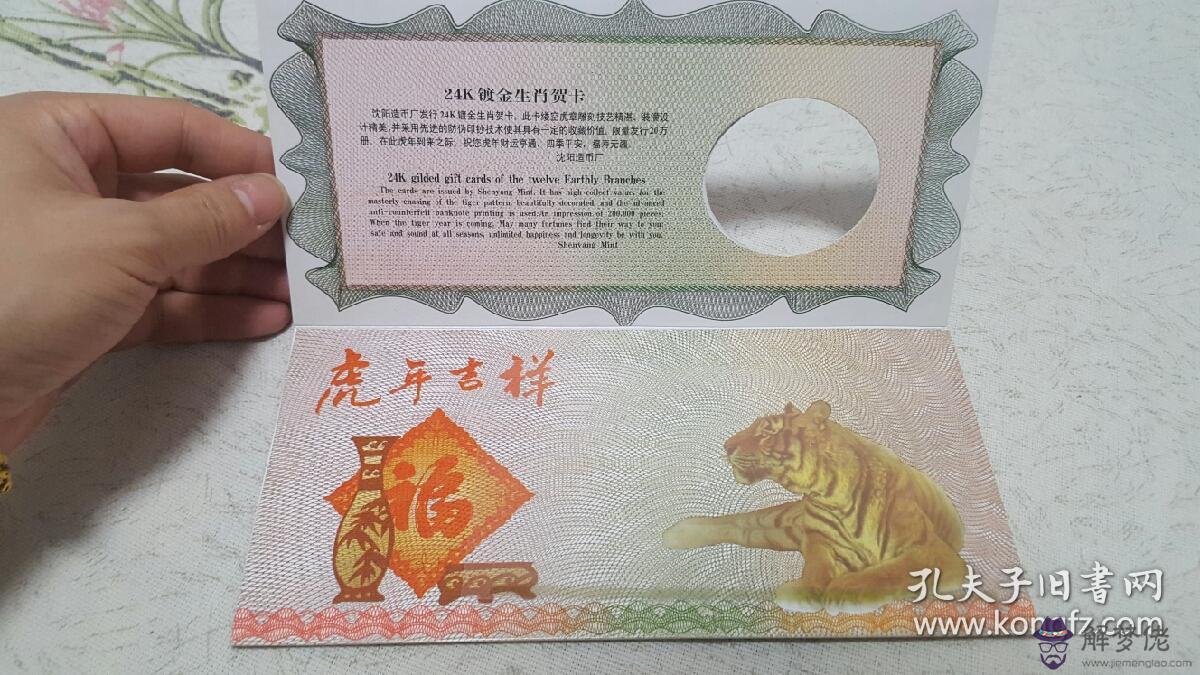 24K镀金生肖贺卡
沈阳造币厂发行24K镀金生肖贺卡，此卡镂空虎章雕刻技艺精湛，装帧设
计精美，并采用先进的防伪印钞技术使其具有一定的收藏价值，限量发行20万
册，在此虎年到来之际，祝您虎年财运亨通，四季平安，福寿无疆。
沈阳造币厂
24K gilded gift cards of the twelve Earthly Branches
The cards are issued by Shenyang Mint. It has high collect values for the
masterly chasing of the tiger pattern, beautifully decorated, and the advanced
anti-counterfeit banknote printing is used. An impression of 200,000 pieces.
When the tiger year is coming, May many fortunes find their way to you,
safe and sound at all seasons, unlimited happiness and longevity be with you.
Shenyang Mint
虎年吉祥
福
孔夫子旧書网
www.kongfz.com
解梦佬
www.jiemenglao.com